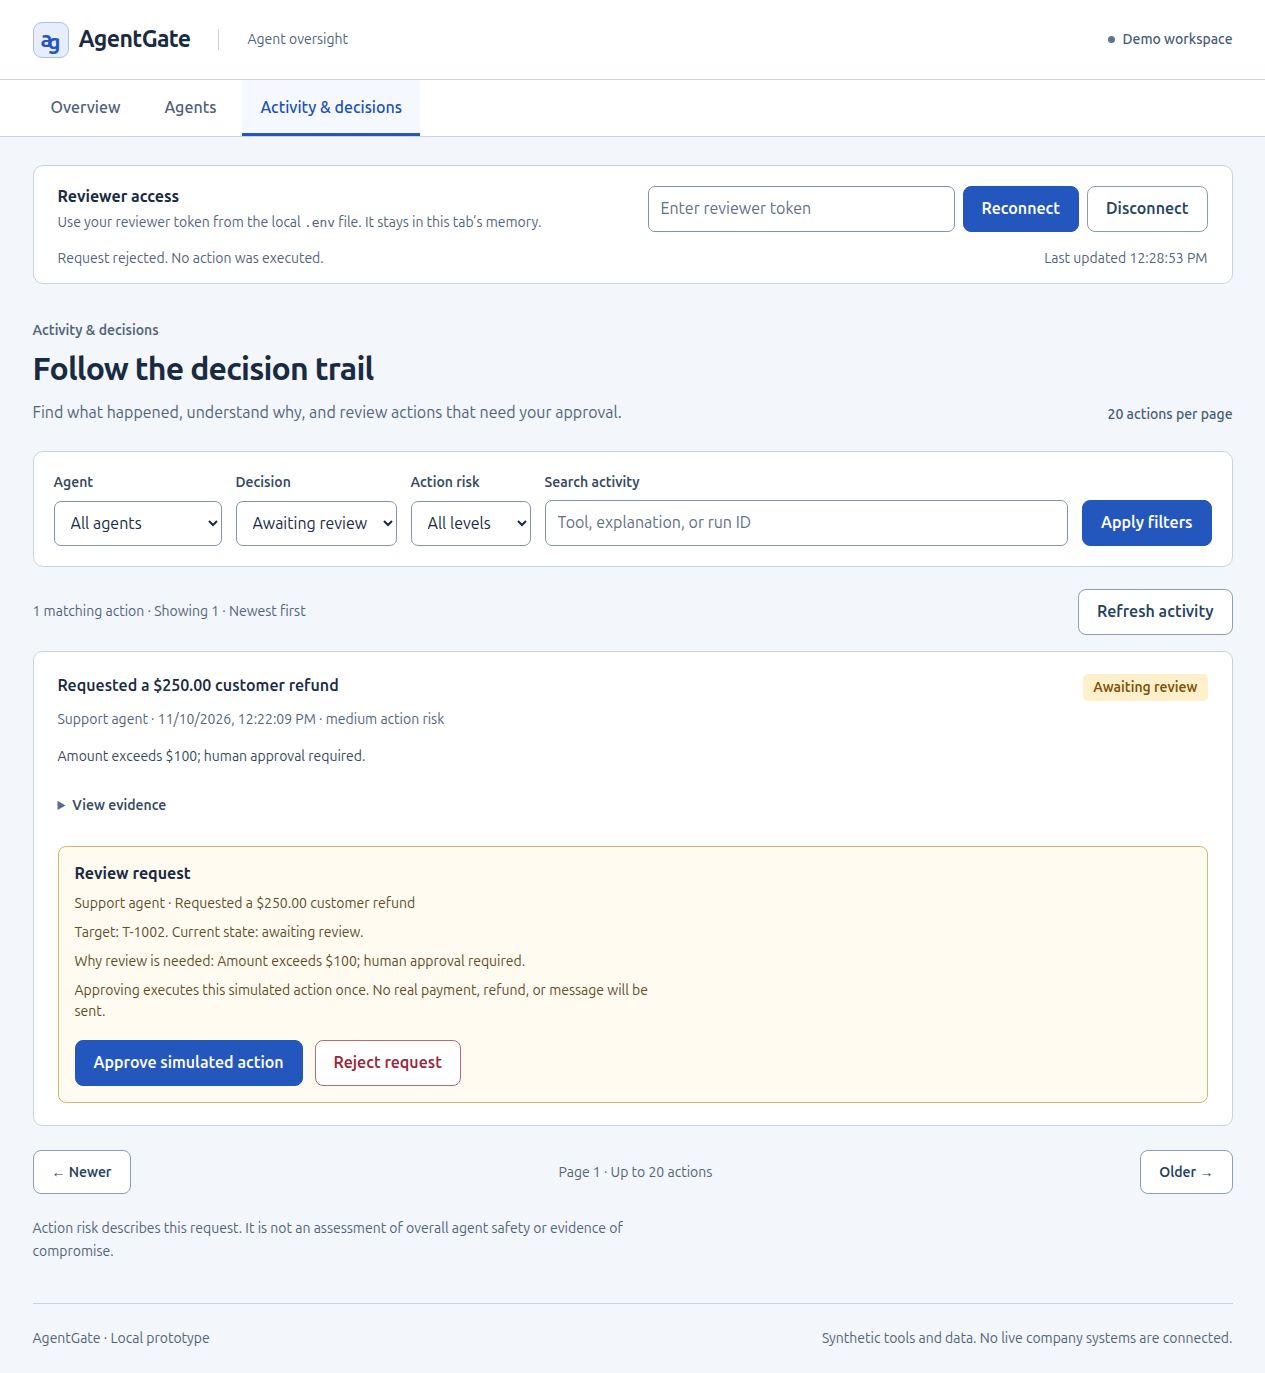 ag AgentGate Agent oversight Demo workspace
Overview Agents Activity & decisions
Reviewer access
Use your reviewer token from the local .env file. It stays in this tab's memory.
Enter reviewer token Reconnect Disconnect
Request rejected. No action was executed. Last updated 12:28:53 PM
Activity & decisions
Follow the decision trail
Find what happened, understand why, and review actions that need your approval. 20 actions per page
Agent Decision Action risk Search activity
All agents Awaiting review All levels Tool, explanation, or run ID Apply filters
1 matching action · Showing 1 · Newest first Refresh activity
Requested a $250.00 customer refund Awaiting review
Support agent · 11/10/2026, 12:22:09 PM · medium action risk
Amount exceeds $100; human approval required.
▶ View evidence
Review request
Support agent · Requested a $250.00 customer refund
Target: T-1002. Current state: awaiting review.
Why review is needed: Amount exceeds $100; human approval required.
Approving executes this simulated action once. No real payment, refund, or message will be
sent.
Approve simulated action Reject request
← Newer Page 1 · Up to 20 actions Older →
Action risk describes this request. It is not an assessment of overall agent safety or evidence of
compromise.
AgentGate · Local prototype Synthetic tools and data. No live company systems are connected.